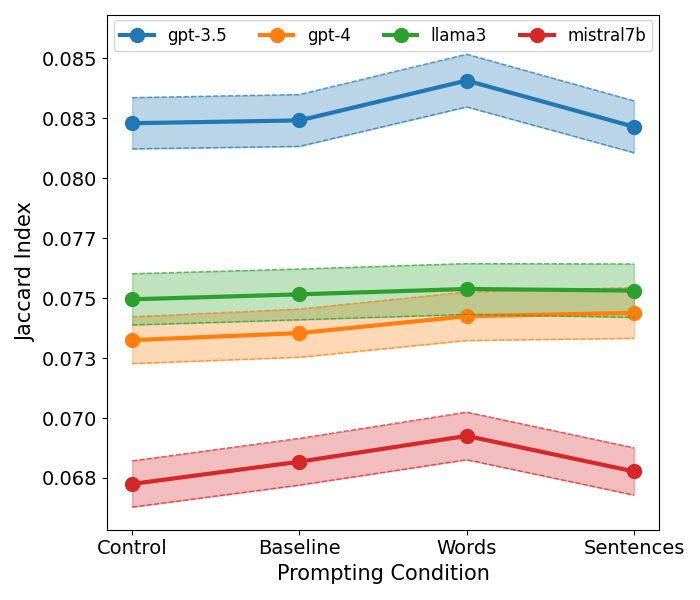 gpt-3.5 gpt-4 llama3 mistral7b
0.085
0.083
0.080
0.077
0.075
0.073
0.070
0.068
Jaccard Index
Control Baseline Words Sentences
Prompting Condition